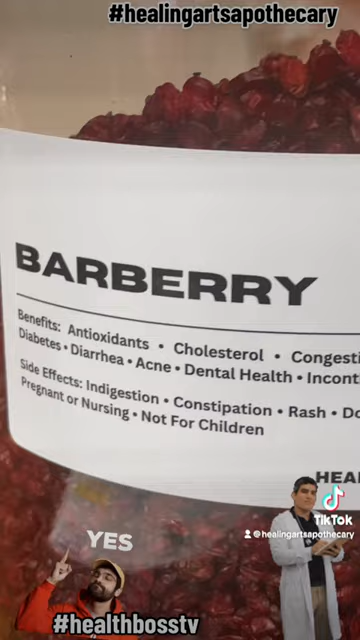 #healingartsapothecary
BARBERRY
Benefits: Antioxidants • Cholesterol • Congesti
Diabetes • Diarrhea • Acne • Dental Health • Incont
Side Effects: Indigestion • Constipation • Rash • Do
Pregnant or Nursing • Not For Children
HEAL
TikTok
@healingartsapothecary
YES
#healthbosstv